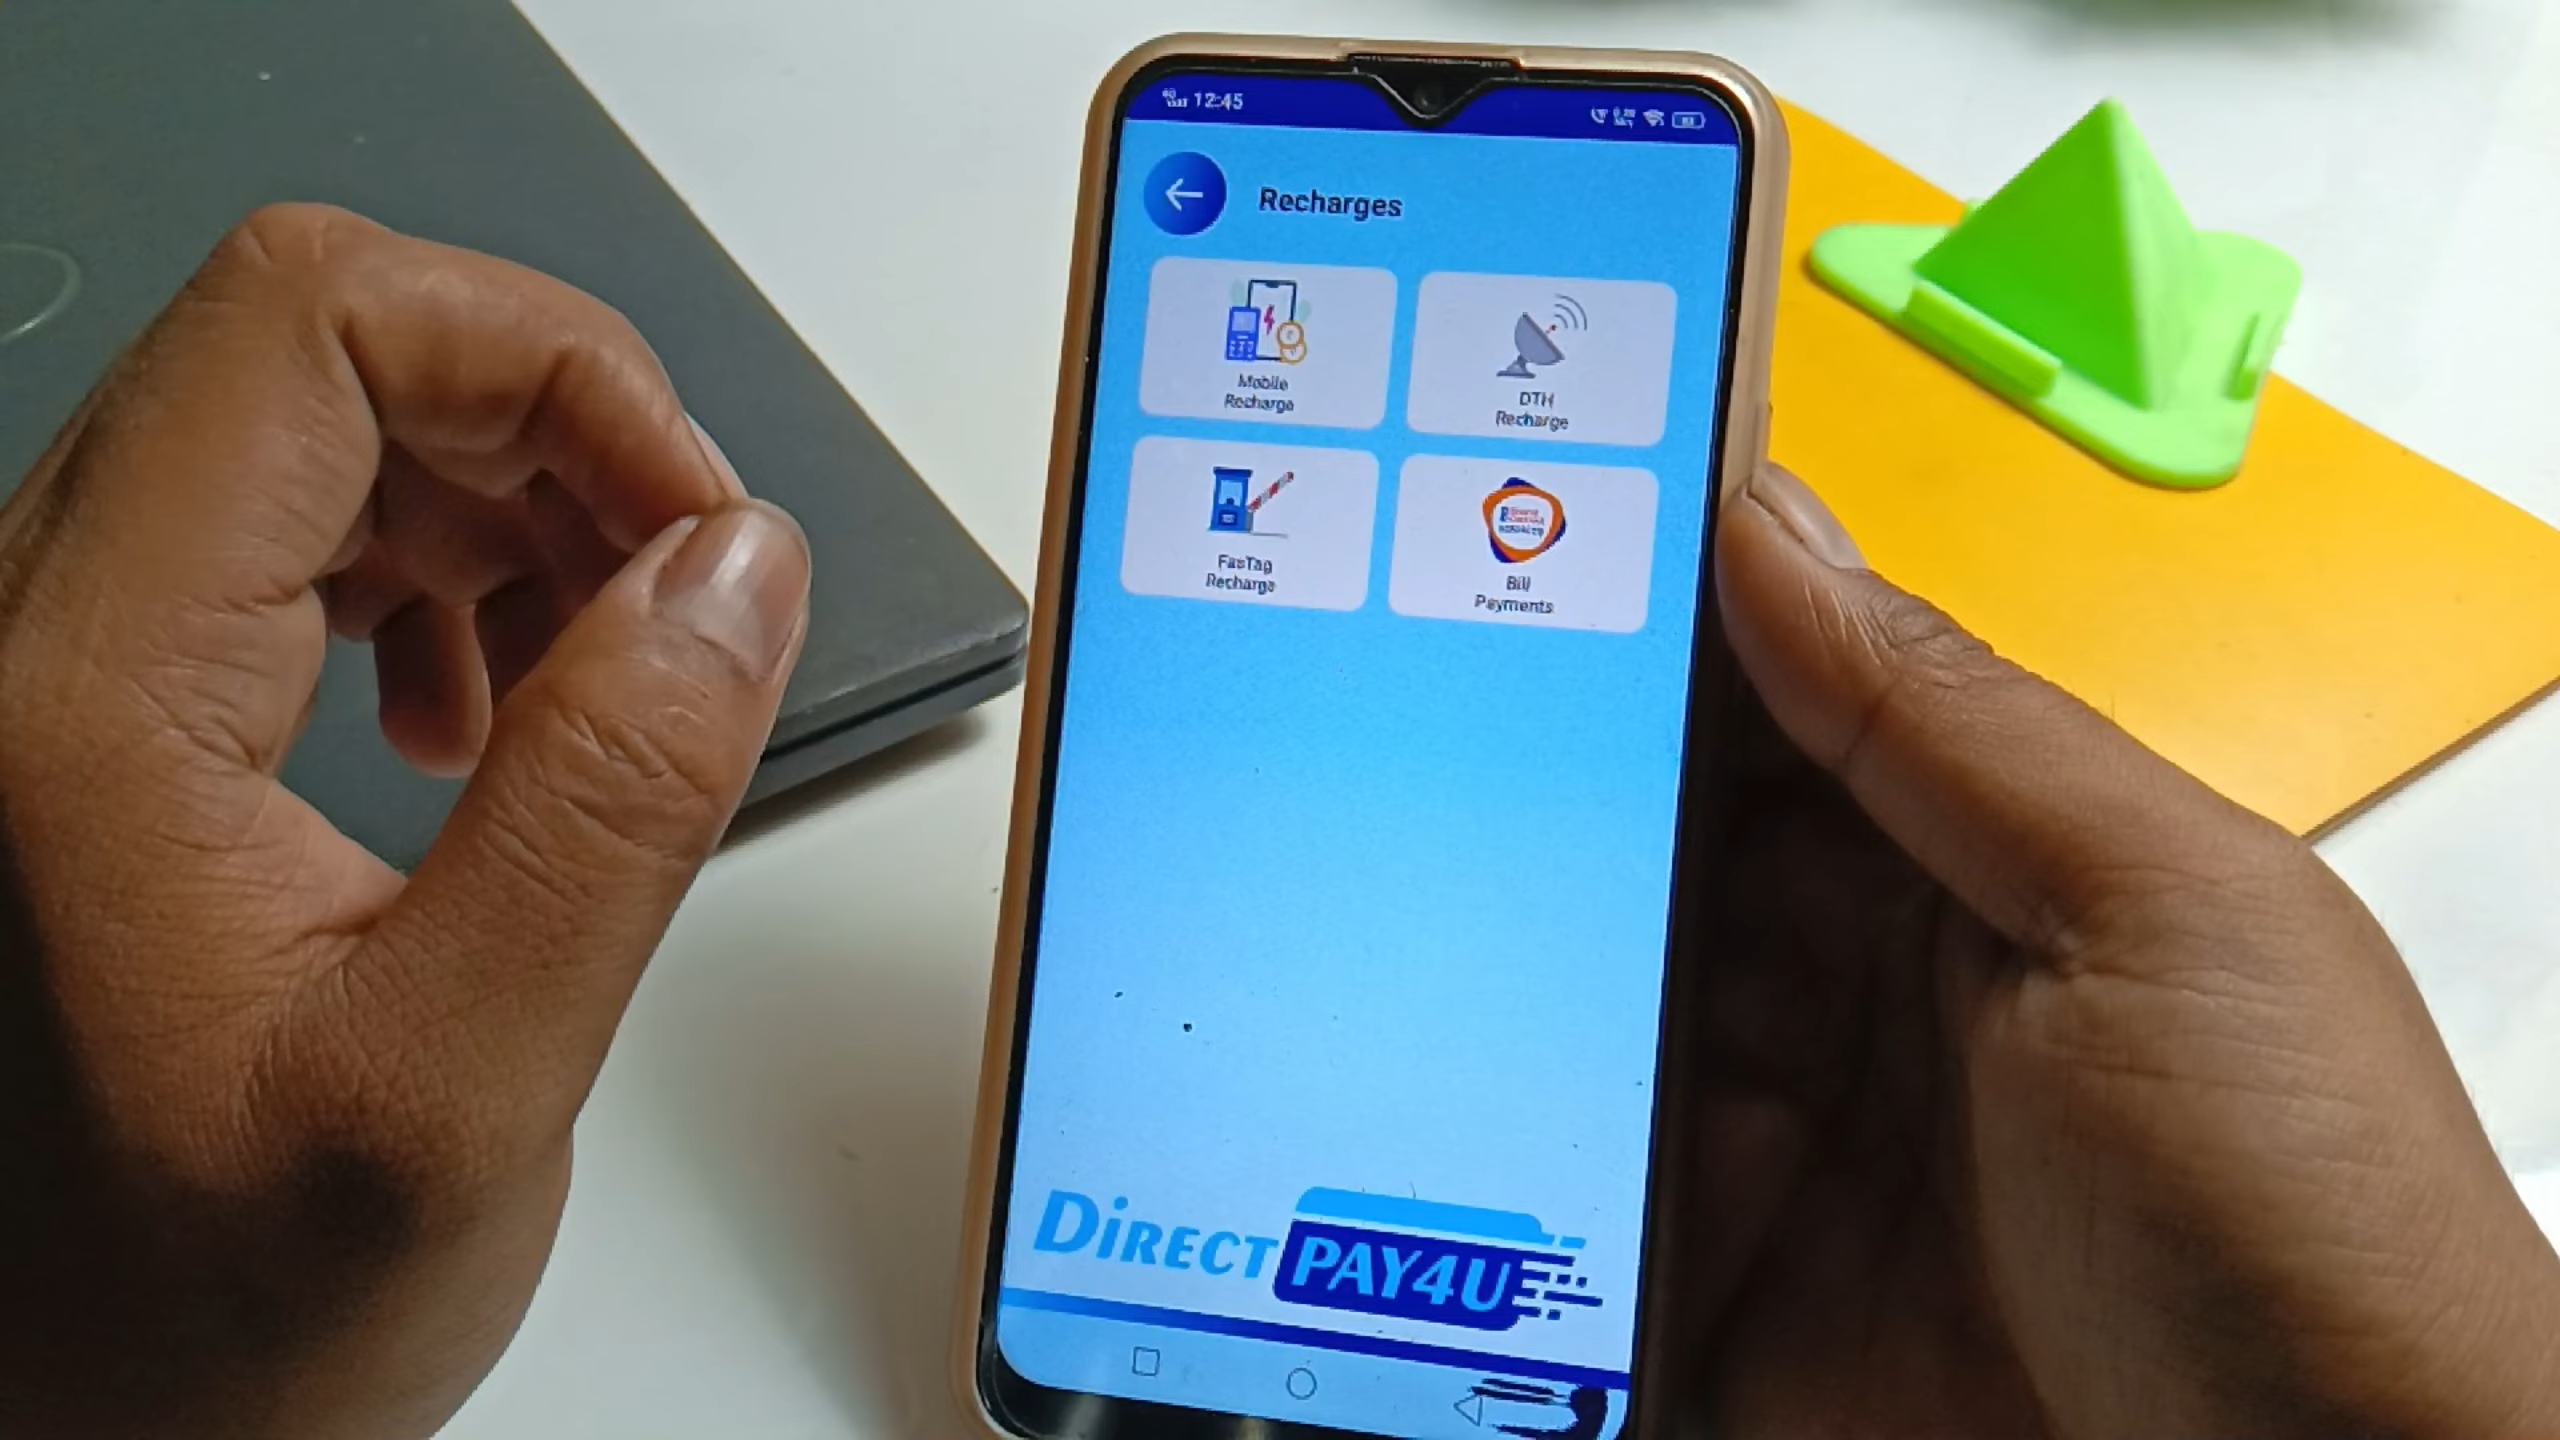 12:45
Recharges
Mobile
Recharge
DTH
Recharge
FasTag
Recharge
Bill
Payments
DiRECT PAY4U